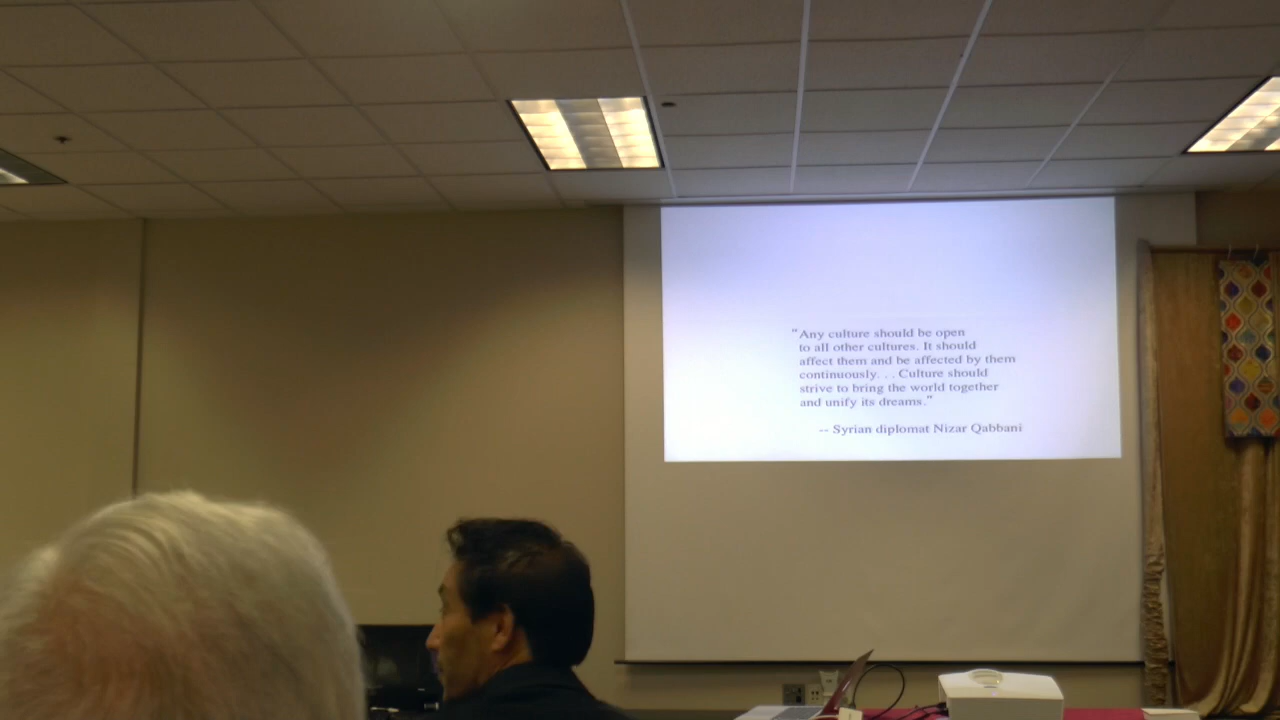 "Any culture should be open
to all other cultures. It should
affect them and be affected by them
continuously. . . Culture should
strive to bring the world together
and unify its dreams."
-- Syrian diplomat Nizar Qabbani